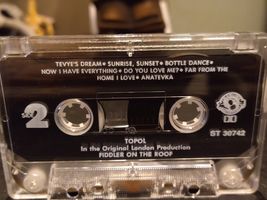 TEVYE'S DREAM • SUNRISE, SUNSET • BOTTLE DANCE •
NOW I HAVE EVERYTHING • DO YOU LOVE ME? • FAR FROM THE
HOME I LOVE • ANATEVKA
SIDE 2
TOPOL
In the Original London Production
FIDDLER ON THE ROOF
ST 30742